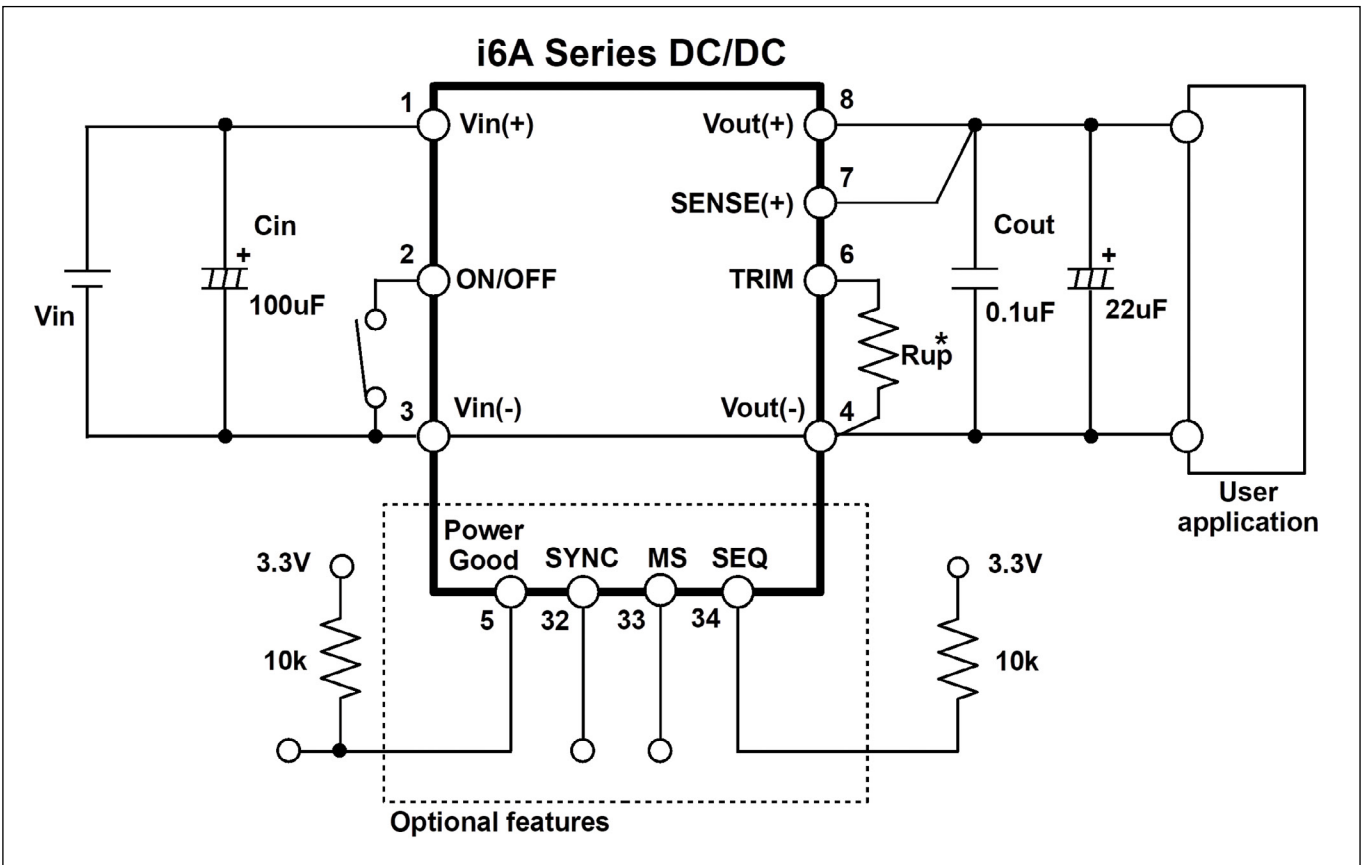 i6A Series DC/DC
1
Vin(+)
Vout(+)
8
7
SENSE(+)
Cin
+
100uF
Vin
2
ON/OFF
TRIM
6
Rup*
Cout
0.1uF
+
22uF
3
Vin(-)
Vout(-)
4
User
application
Power
Good
SYNC
MS
SEQ
5
32
33
34
3.3V
10k
3.3V
10k
Optional features